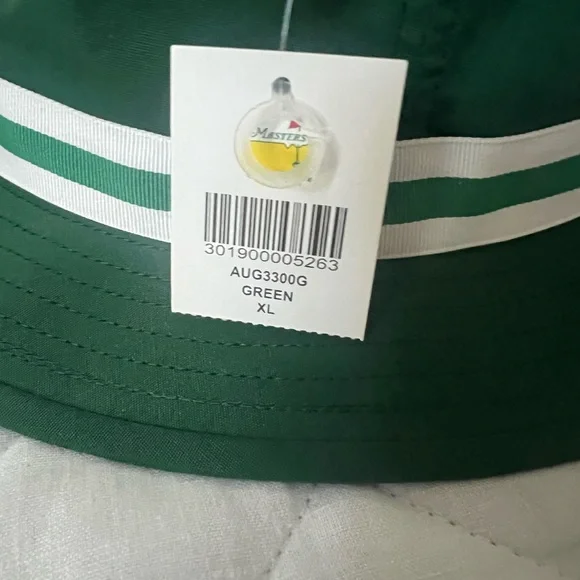 MASTERS
301900005263
AUG3300G
GREEN
XL